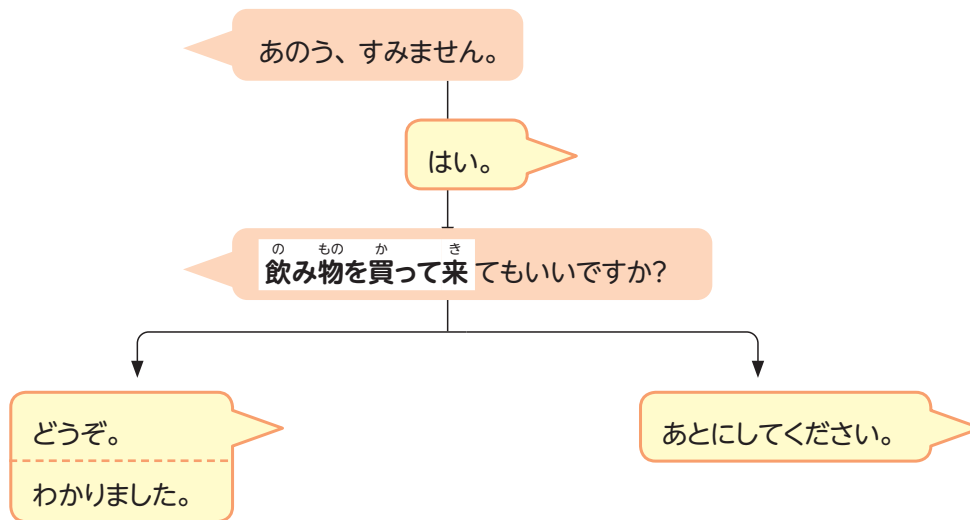 あのう、すみません。
はい。
の もの か き
飲み物を買って来てもいいですか?
どうぞ。
わかりました。
あとにしてください。